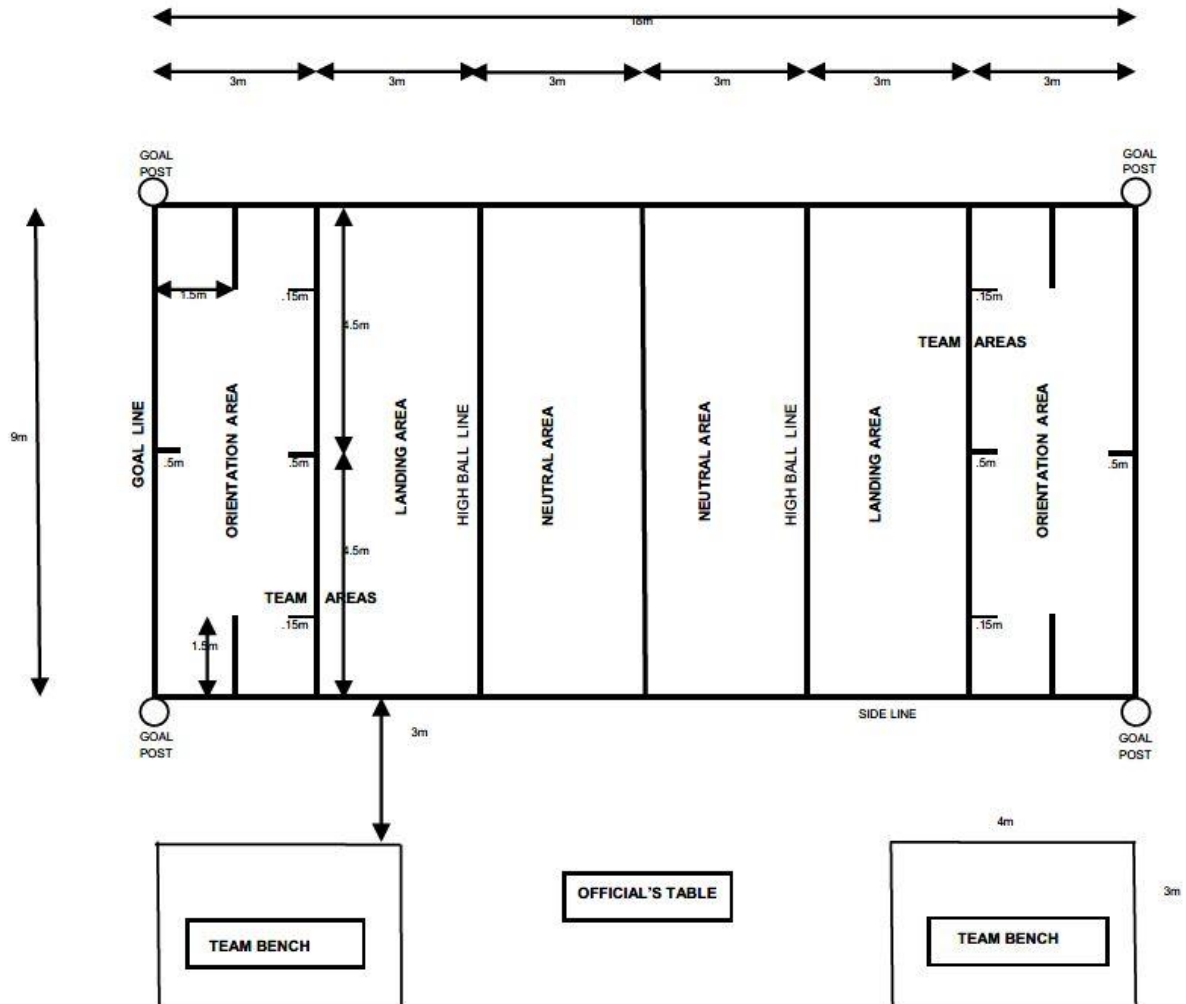 18m
3m
3m
3m
3m
3m
3m
GOAL
POST
GOAL
POST
1.5m
.15m
.15m
4.5m
TEAM AREAS
9m
GOAL LINE
ORIENTATION AREA
LANDING AREA
HIGH BALL LINE
NEUTRAL AREA
NEUTRAL AREA
HIGH BALL LINE
LANDING AREA
ORIENTATION AREA
.5m
.5m
.5m
.5m
4.5m
TEAM AREAS
.15m
.15m
1.5m
SIDE LINE
GOAL
POST
3m
GOAL
POST
4m
3m
OFFICIAL'S TABLE
TEAM BENCH
TEAM BENCH